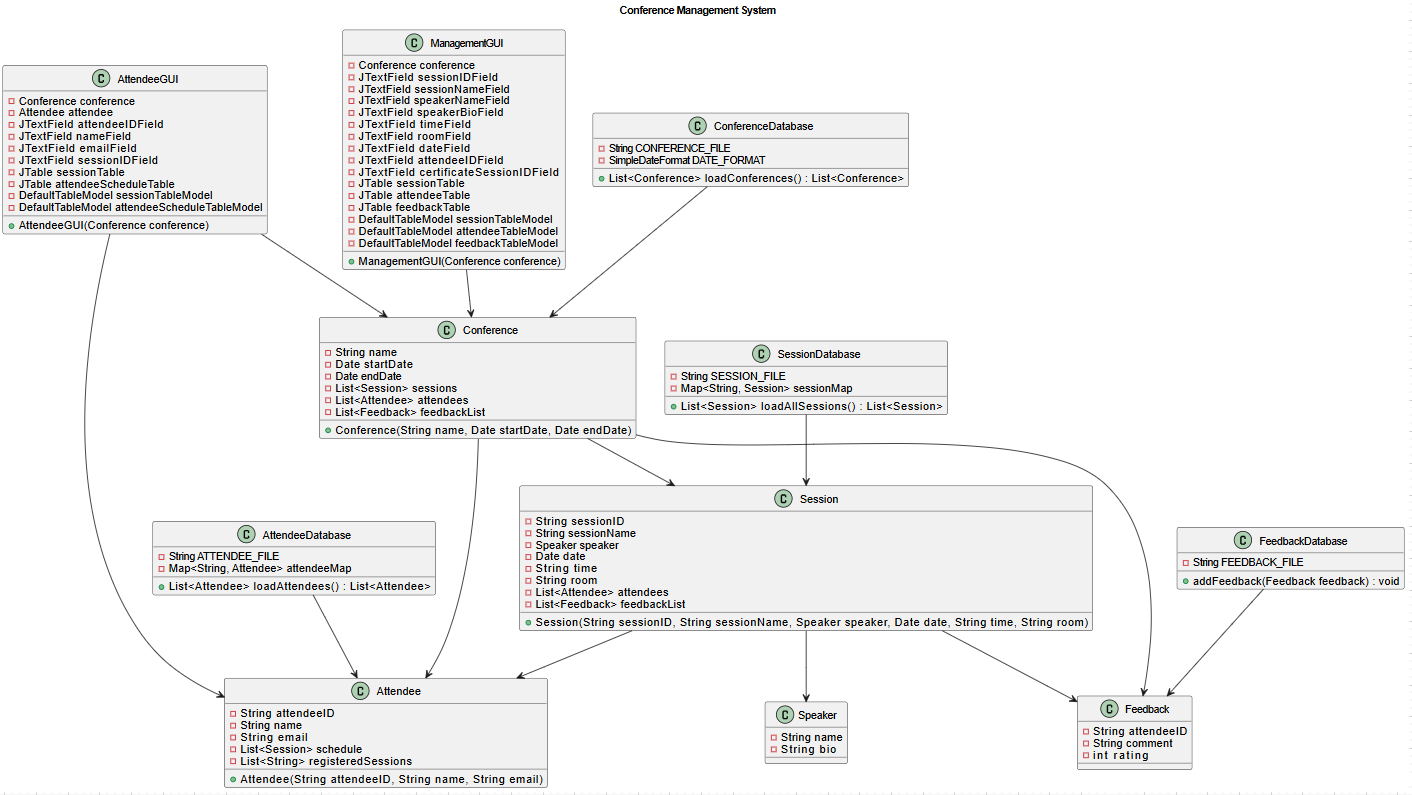 Conference Management System
C ManagementGUI
Conference conference
JTextField sessionIDField
JTextField sessionNameField
JTextField speakerNameField
JTextField speakerBioField
JTextField timeField
JTextField roomField
JTextField dateField
JTextField attendeeIDField
JTextField certificateSessionIDField
JTable sessionTable
JTable attendeeTable
JTable feedbackTable
DefaultTableModel sessionTableModel
DefaultTableModel attendeeTableModel
DefaultTableModel feedbackTableModel
ManagementGUI(Conference conference)
C AttendeeGUI
Conference conference
Attendee attendee
JTextField attendeeIDField
JTextField nameField
JTextField emailField
JTextField sessionIDField
JTable sessionTable
JTable attendeeScheduleTable
DefaultTableModel sessionTableModel
DefaultTableModel attendeeScheduleTableModel
AttendeeGUI(Conference conference)
C ConferenceDatabase
String CONFERENCE_FILE
SimpleDateFormat DATE_FORMAT
List<Conference> loadConferences() : List<Conference>
C Conference
String name
Date startDate
Date endDate
List<Session> sessions
List<Attendee> attendees
List<Feedback> feedbackList
Conference(String name, Date startDate, Date endDate)
C SessionDatabase
String SESSION_FILE
Map<String, Session> sessionMap
List<Session> loadAllSessions() : List<Session>
C Session
String sessionID
String sessionName
Speaker speaker
Date date
String time
String room
List<Attendee> attendees
List<Feedback> feedbackList
Session(String sessionID, String sessionName, Speaker speaker, Date date, String time, String room)
C AttendeeDatabase
String ATTENDEE_FILE
Map<String, Attendee> attendeeMap
List<Attendee> loadAttendees() : List<Attendee>
C FeedbackDatabase
String FEEDBACK_FILE
addFeedback(Feedback feedback) : void
C Attendee
String attendeeID
String name
String email
List<Session> schedule
List<String> registeredSessions
Attendee(String attendeeID, String name, String email)
C Speaker
String name
String bio
C Feedback
String attendeeID
String comment
int rating